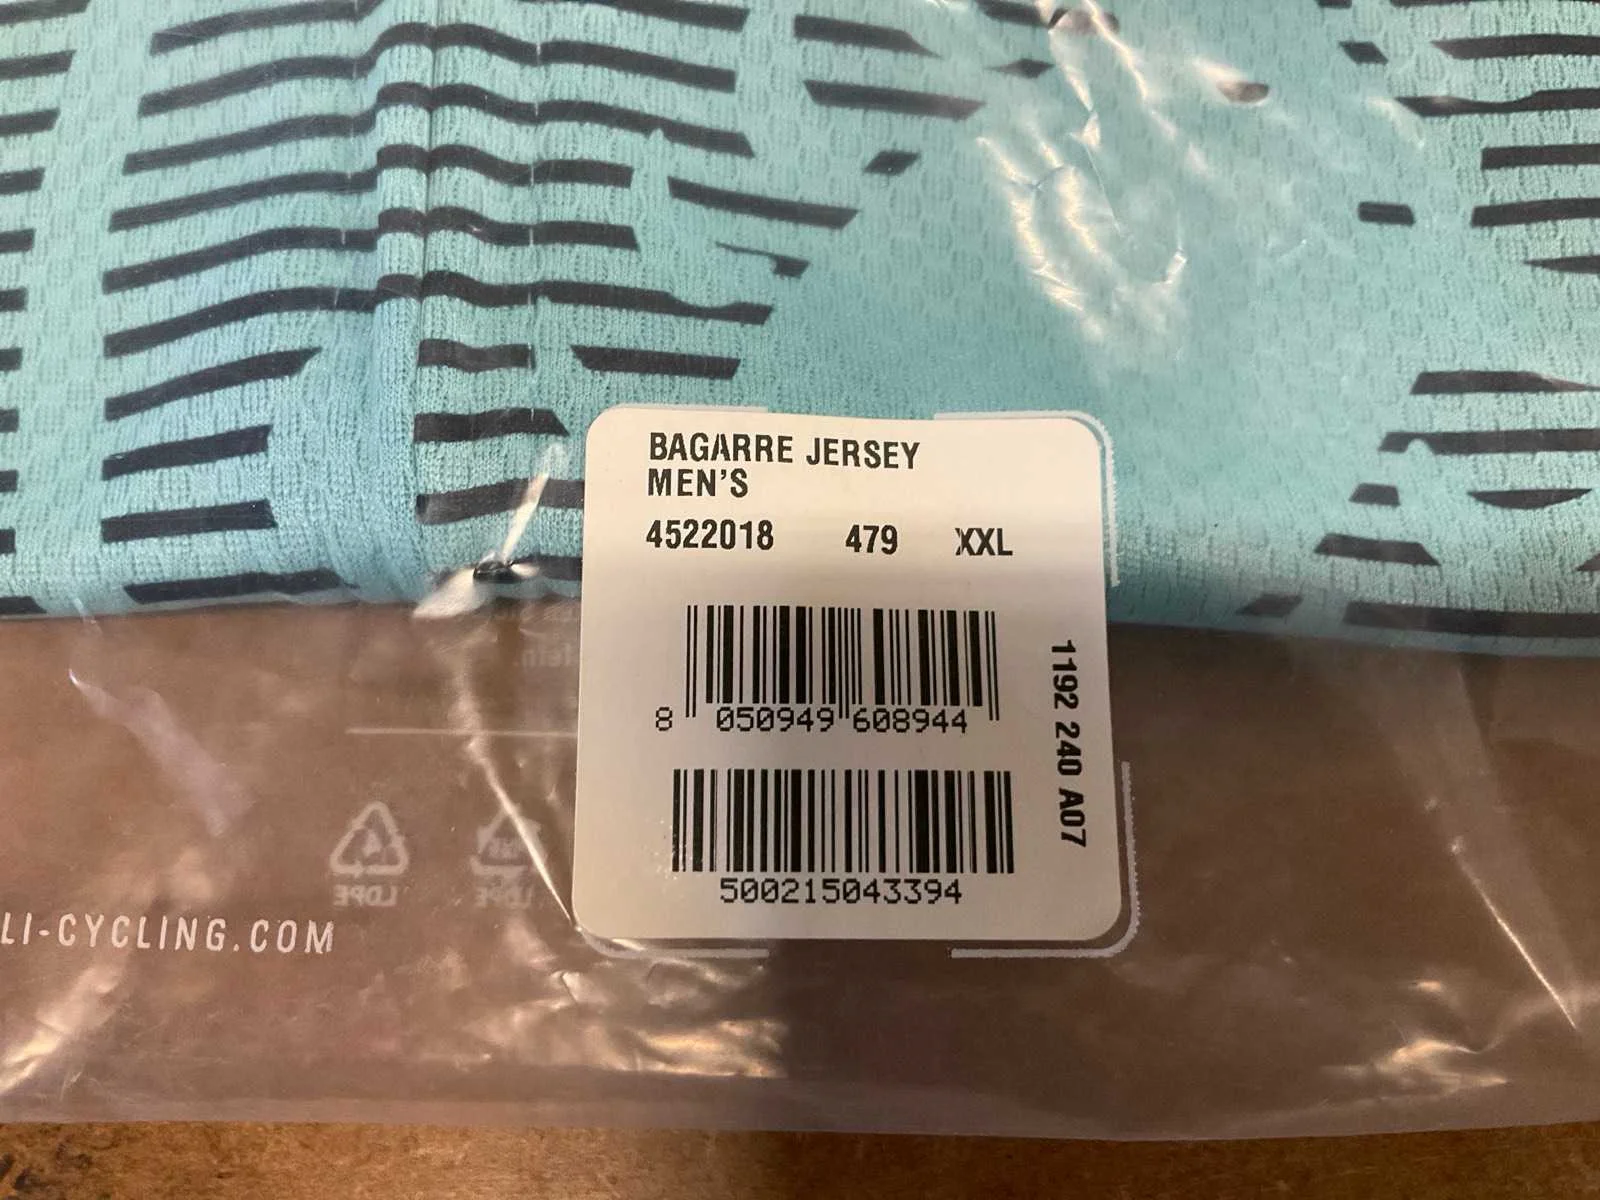 BAGARRE JERSEY
MEN'S
4522018 479 XXL
8 050949 608944
500215043394
1192 240 A07
LDPE
LDPE
LI-CYCLING.COM